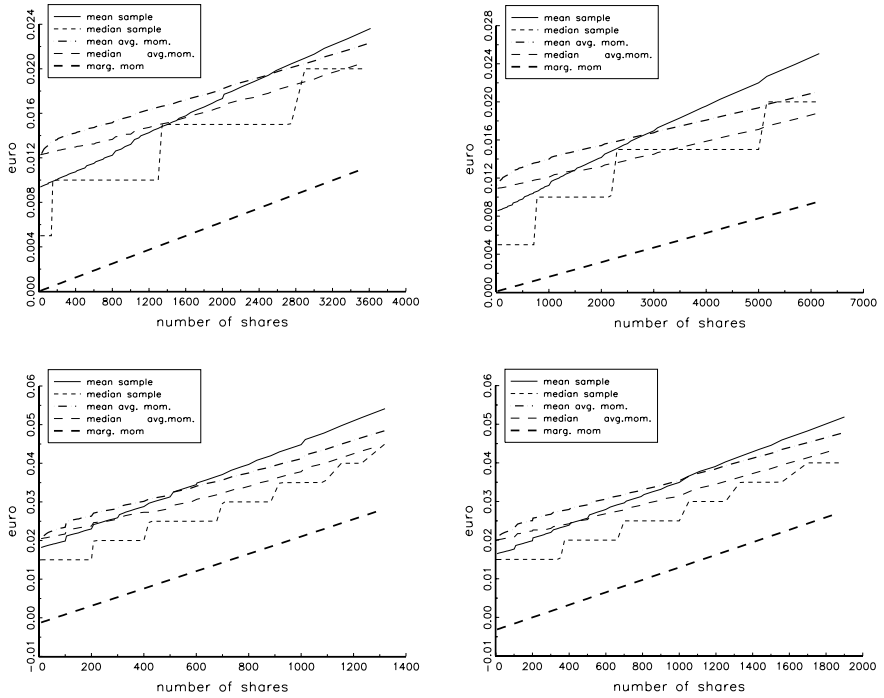 mean sample
median sample
mean avg. mom.
median avg.mom.
marg. mom
euro
0.024
0.020
0.016
0.012
0.008
0.004
0.000
0 400 800 1200 1600 2000 2400 2800 3200 3600 4000
number of shares
mean sample
median sample
mean avg. mom.
median avg.mom.
marg. mom
euro
0.028
0.024
0.020
0.016
0.012
0.008
0.004
0.000
0 1000 2000 3000 4000 5000 6000 7000
number of shares
mean sample
median sample
mean avg. mom.
median avg.mom.
marg. mom
euro
0.06
0.05
0.04
0.03
0.02
0.01
0.00
-0.01
0 200 400 600 800 1000 1200 1400
number of shares
mean sample
median sample
mean avg. mom.
median avg.mom.
marg. mom
euro
0.06
0.05
0.04
0.03
0.02
0.01
0.00
-0.01
0 200 400 600 800 1000 1200 1400 1600 1800 2000
number of shares